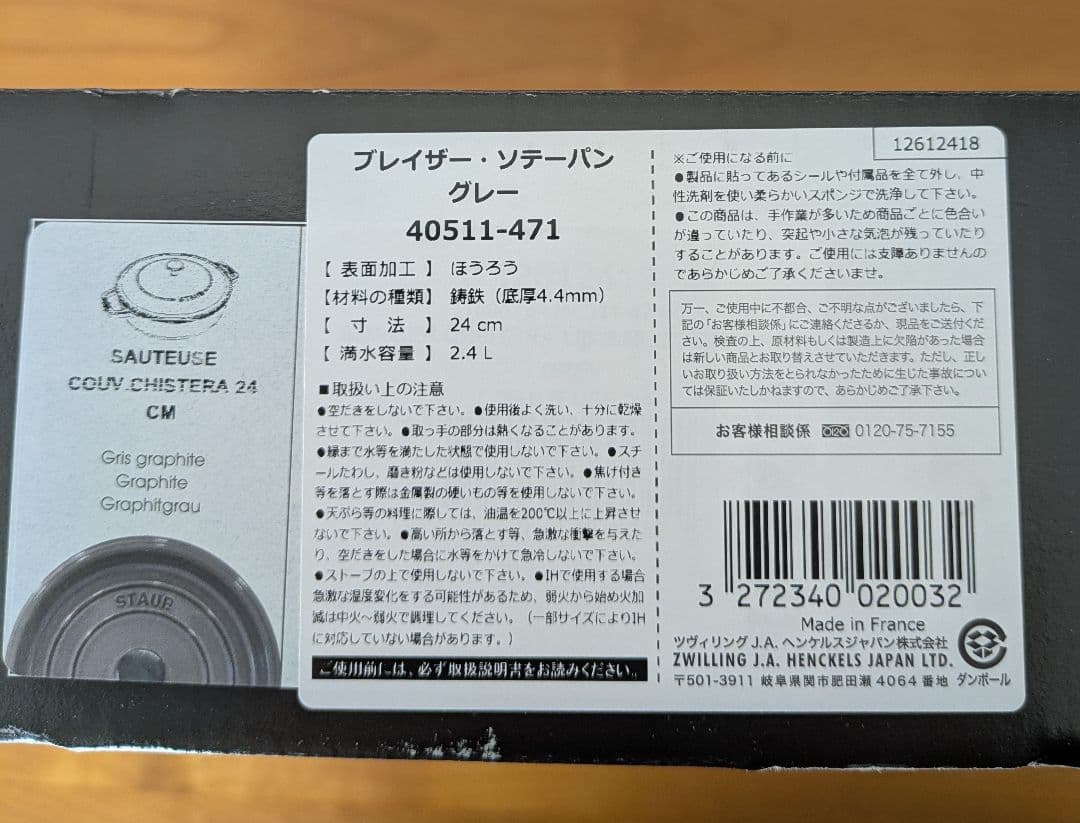 SAUTEUSE
COUV.CHISTERA 24
CM
Gris graphite
Graphite
Graphitgrau
STAUB
ブレイザー・ソテーパン
グレー
40511-471
【 表面加工 】 ほうろう
【材料の種類】 鋳鉄（底厚4.4mm）
【 寸 法 】 24 cm
【 満水容量 】 2.4 L
■取扱い上の注意
●空だきをしないで下さい。●使用後よく洗い、十分に乾燥
させて下さい。●取っ手の部分は熱くなることがあります。
●縁まで水等を満たした状態で使用しないで下さい。●スチ
ールたわし、磨き粉などは使用しないで下さい。●焦げ付き
等を落とす際は金属製の硬いもの等を使用しないで下さい。
●天ぷら等の料理に際しては、油温を200℃以上に上昇させ
ないで下さい。●高い所から落とす等、急激な衝撃を与えた
り、空だきをした場合に水等をかけて急冷しないで下さい。
●ストーブの上で使用しないで下さい。●IHで使用する場合
急激な温度変化をする可能性があるため、弱火から始め火加
減は中火～弱火で調理してください。（一部サイズによりIH
に対応していない場合があります。）
ご使用前には、必ず取扱説明書をお読みください。
12612418
※ご使用になる前に
●製品に貼ってあるシールや付属品を全て外し、中
性洗剤を使い柔らかいスポンジで洗浄して下さい。
●この商品は、手作業が多いため商品ごとに色合い
が違っていたり、突起や小さな気泡が残っていたり
することがあります。ご使用には支障ありませんの
であらかじめご了承くださいませ。
万一、ご使用中に不都合、ご不明な点がございましたら、下
記の「お客様相談係」にご連絡くださるか、現品をご送付くだ
さい。検査の上、原材料もしくは製造上に欠陥があった場合
は新しい商品とお取り替えさせていただきます。ただし、正し
いお取り扱い方法をとられなかったために生じた事故につい
ては保証いたしかねますので、あらかじめご了承下さい。
お客様相談係 0120-75-7155
3 272340 020032
Made in France
ツヴィリング J.A. ヘンケルスジャパン株式会社
ZWILLING J.A. HENCKELS JAPAN LTD.
〒501-3911 岐阜県関市肥田瀬 4064 番地
ダンボール